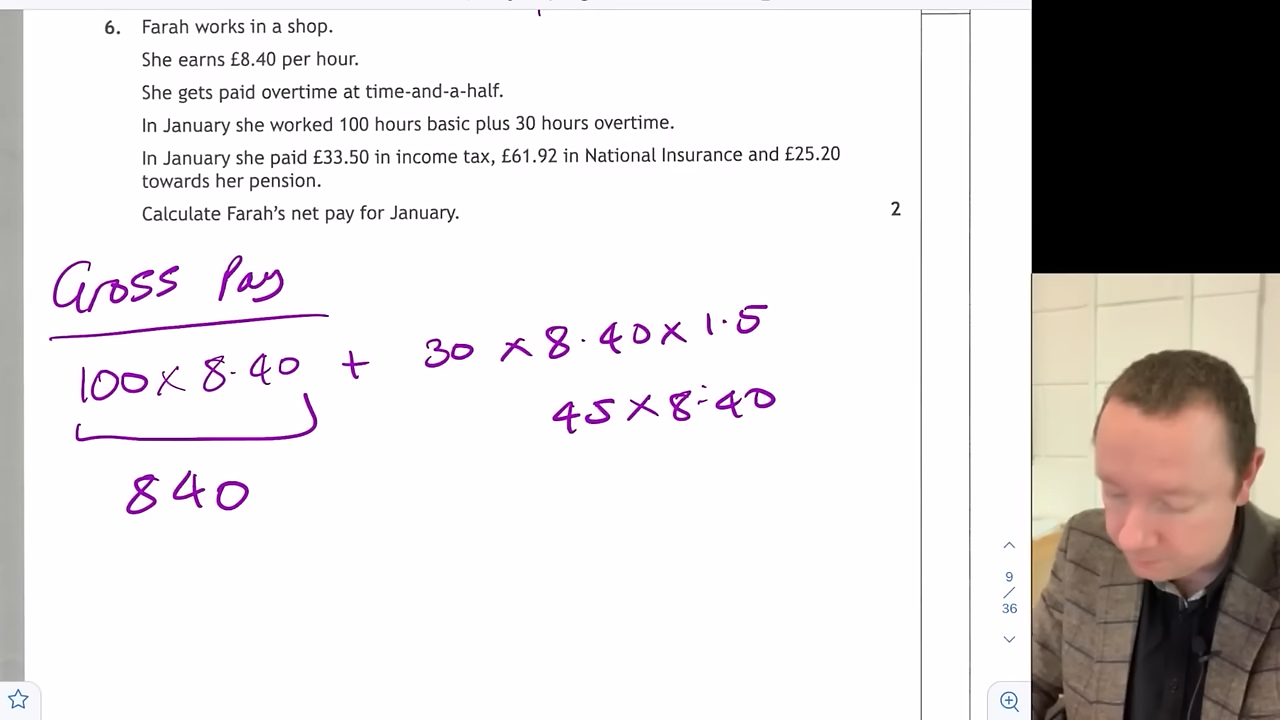 6. Farah works in a shop.
She earns £8.40 per hour.
She gets paid overtime at time-and-a-half.
In January she worked 100 hours basic plus 30 hours overtime.
In January she paid £33.50 in income tax, £61.92 in National Insurance and £25.20
towards her pension.
Calculate Farah's net pay for January.
2
Gross Pay
100 x 8.40 + 30 x 8.40 x 1.5
45 x 8.40
840
9
/
36